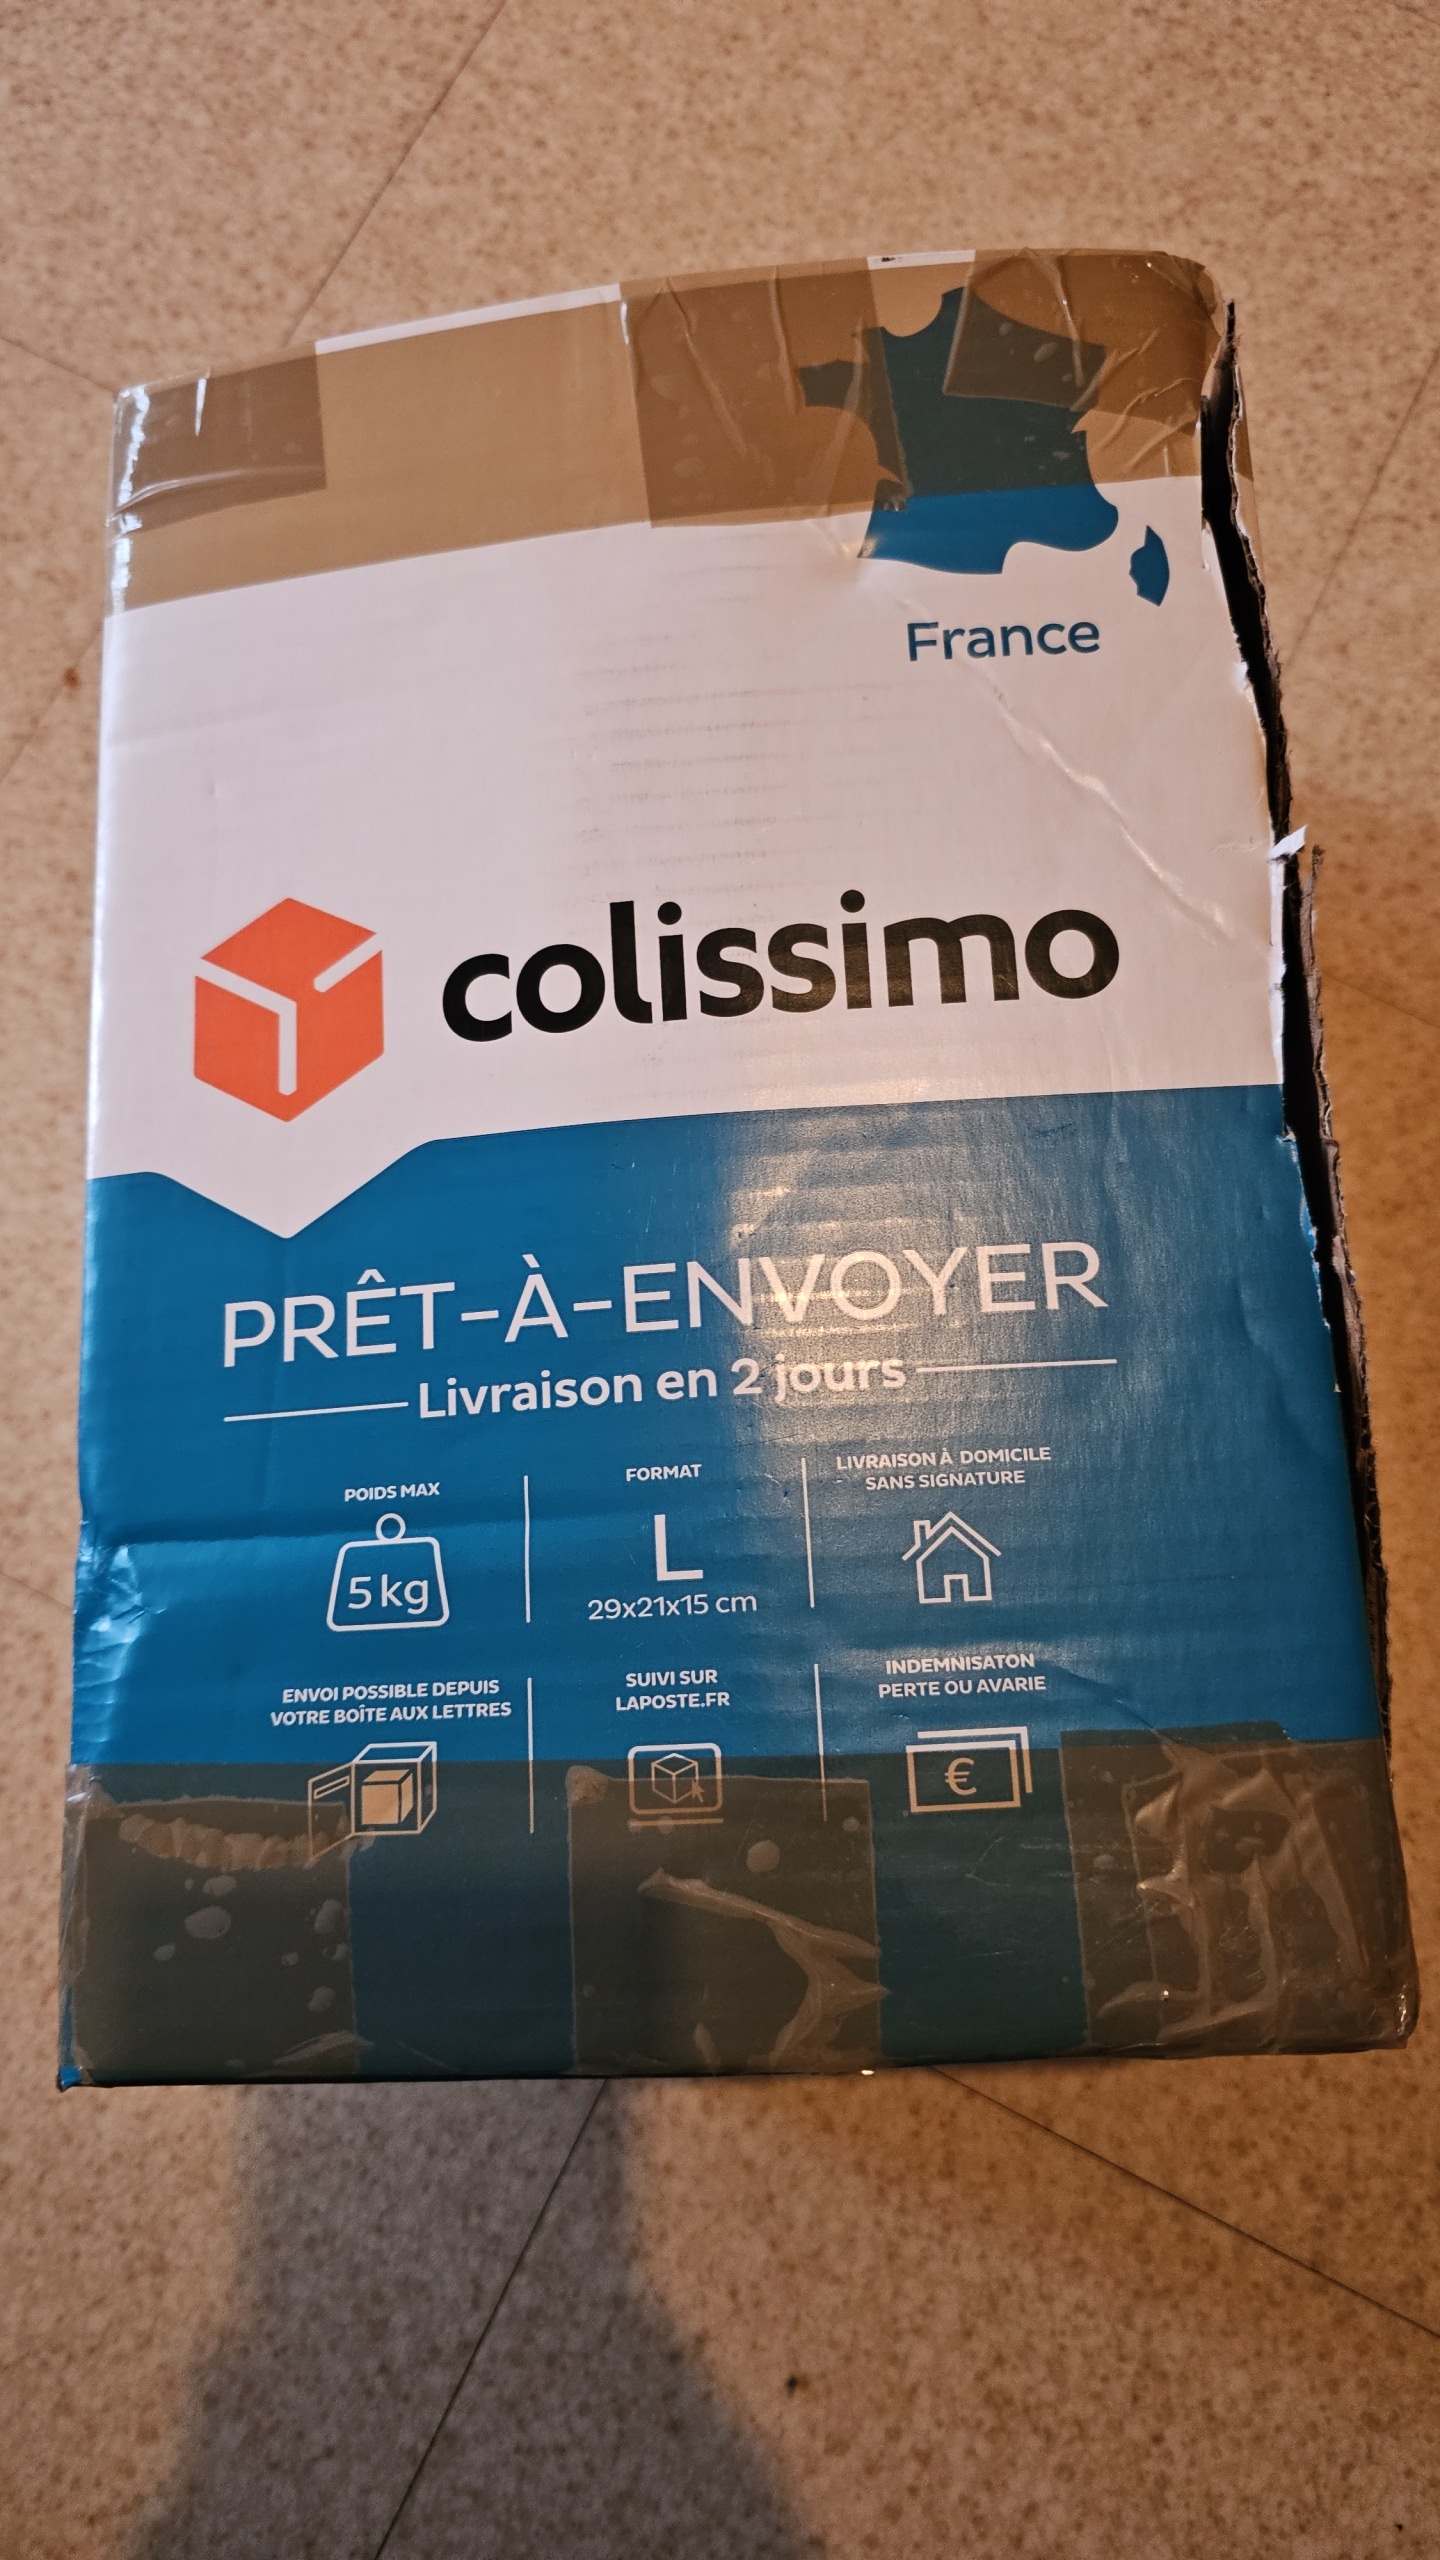 France
colissimo
PRÊT-À-ENVOYER
Livraison en 2 jours
POIDS MAX
5 kg
FORMAT
L
29x21x15 cm
LIVRAISON À DOMICILE
SANS SIGNATURE
ENVOI POSSIBLE DEPUIS
VOTRE BOÎTE AUX LETTRES
SUIVI SUR
LAPOSTE.FR
INDEMNISATON
PERTE OU AVARIE
€